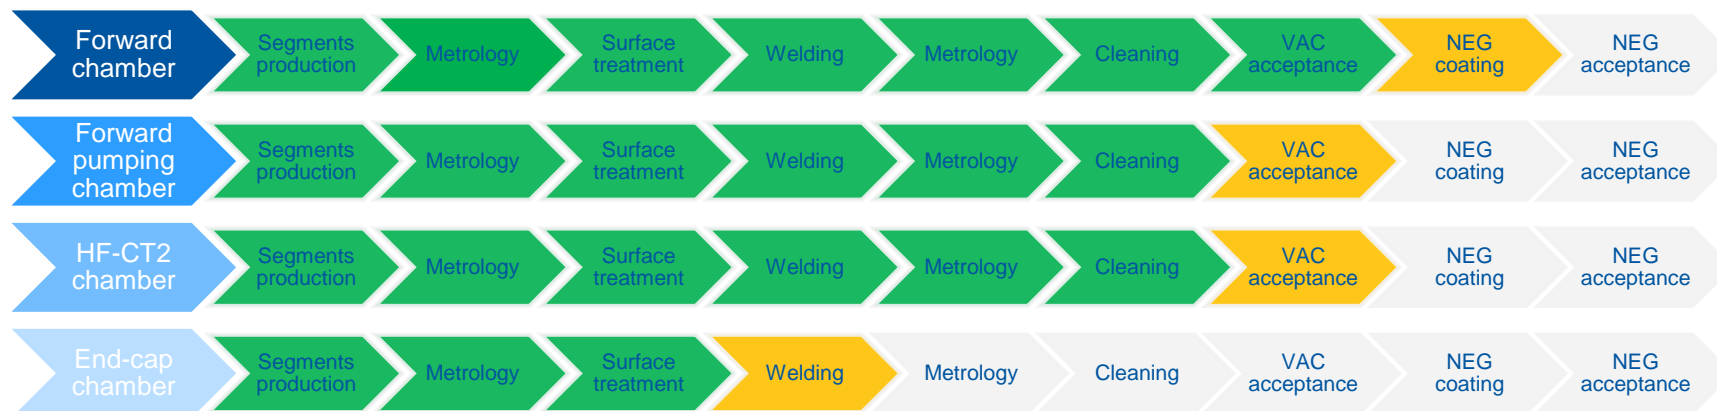 Forward
chamber
Segments
production
Metrology
Surface
treatment
Welding
Metrology
Cleaning
VAC
acceptance
NEG
coating
NEG
acceptance
Forward
pumping
chamber
Segments
production
Metrology
Surface
treatment
Welding
Metrology
Cleaning
VAC
acceptance
NEG
coating
NEG
acceptance
HF-CT2
chamber
Segments
production
Metrology
Surface
treatment
Welding
Metrology
Cleaning
VAC
acceptance
NEG
coating
NEG
acceptance
End-cap
chamber
Segments
production
Metrology
Surface
treatment
Welding
Metrology
Cleaning
VAC
acceptance
NEG
coating
NEG
acceptance